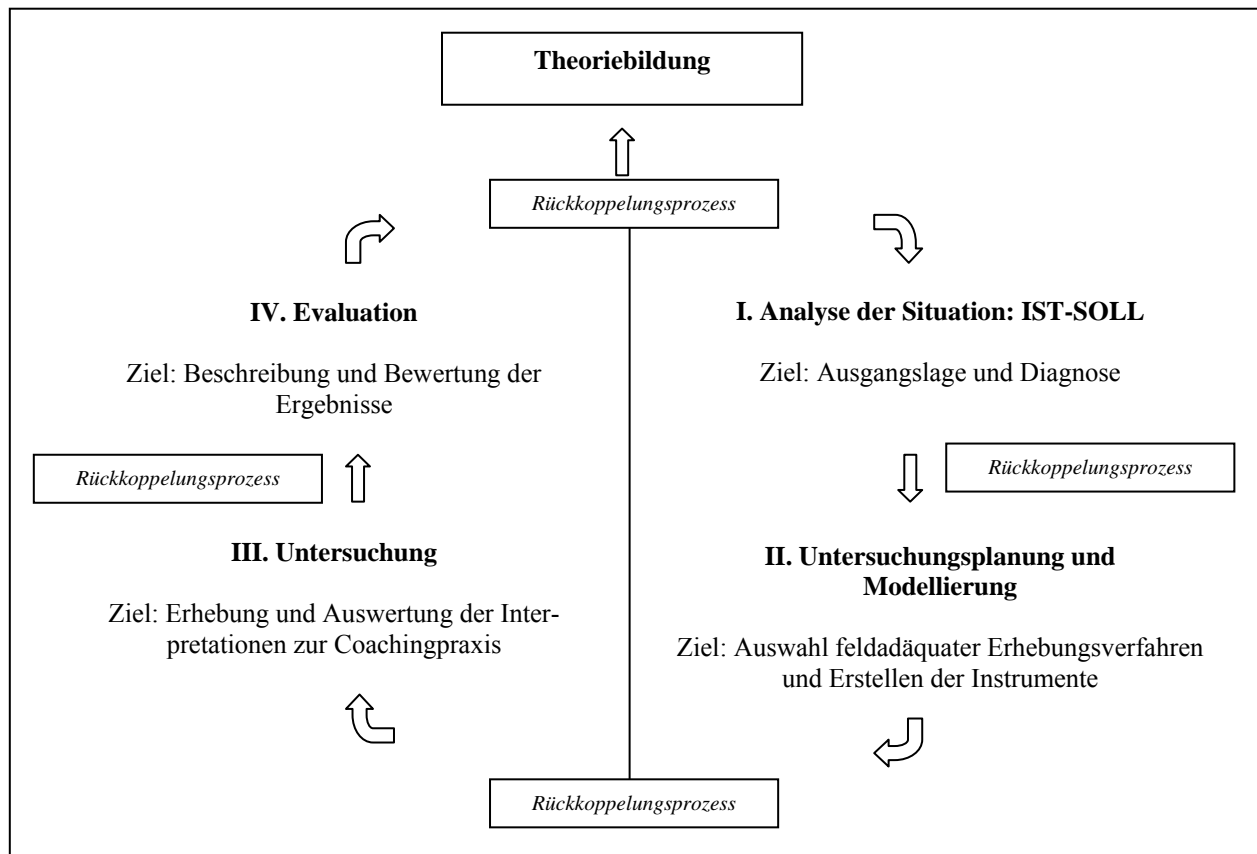 Theoriebildung
Rückkoppelungsprozess
IV. Evaluation
Ziel: Beschreibung und Bewertung der
Ergebnisse
I. Analyse der Situation: IST-SOLL
Ziel: Ausgangslage und Diagnose
Rückkoppelungsprozess
Rückkoppelungsprozess
III. Untersuchung
Ziel: Erhebung und Auswertung der Inter-
pretationen zur Coachingpraxis
II. Untersuchungsplanung und
Modellierung
Ziel: Auswahl feldadäquater Erhebungsverfahren
und Erstellen der Instrumente
Rückkoppelungsprozess